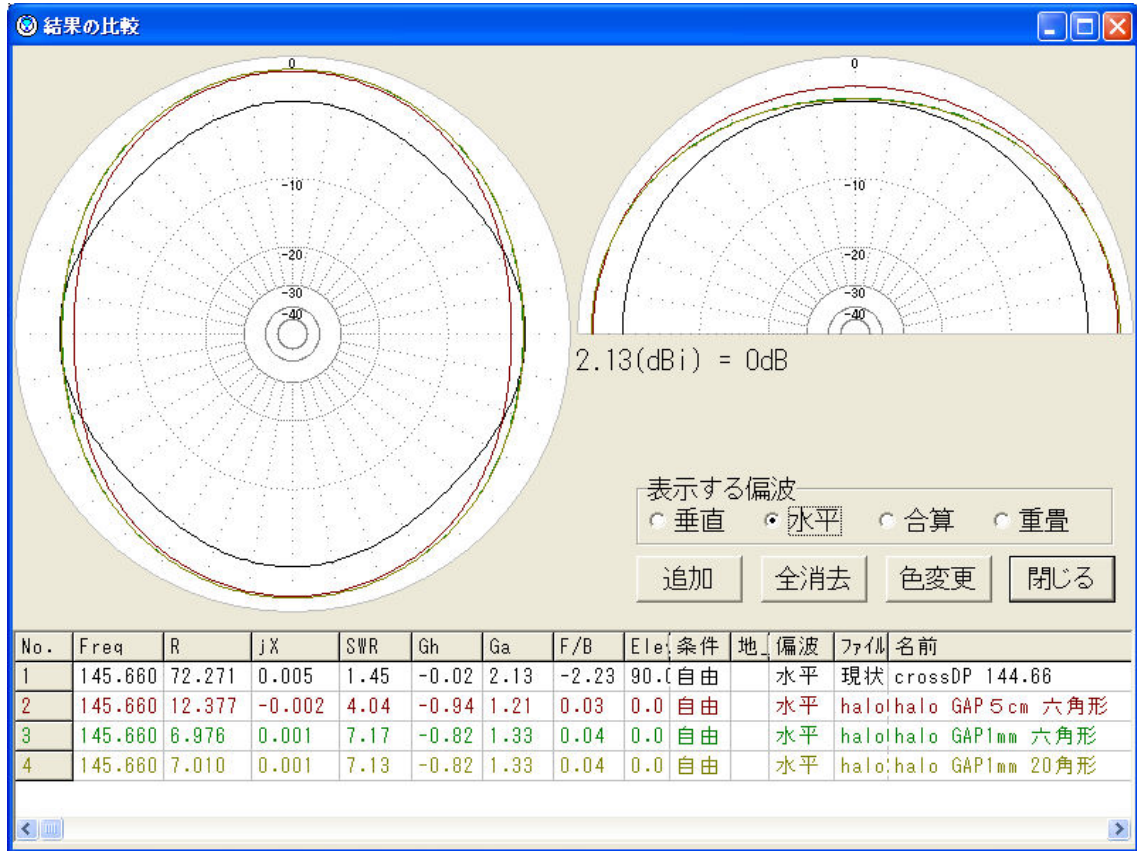 結果の比較
0
-10
-20
-30
-40
0
-10
-20
-30
-40
2.13(dBi) = 0dB
表示する偏波
垂直 水平 合算 重畳
追加 全消去 色変更 閉じる
No. Freq R jX SWR Gh Ga F/B Ele 条件 地 偏波 ファイル 名前
1 145.660 72.271 0.005 1.45 -0.02 2.13 -2.23 90.0 自由 水平 現状 crossDP 144.66
2 145.660 12.377 -0.002 4.04 -0.94 1.21 0.03 0.0 自由 水平 halo halo GAP5cm 六角形
3 145.660 6.976 0.001 7.17 -0.82 1.33 0.04 0.0 自由 水平 halo halo GAP1mm 六角形
4 145.660 7.010 0.001 7.13 -0.82 1.33 0.04 0.0 自由 水平 halo halo GAP1mm 20角形